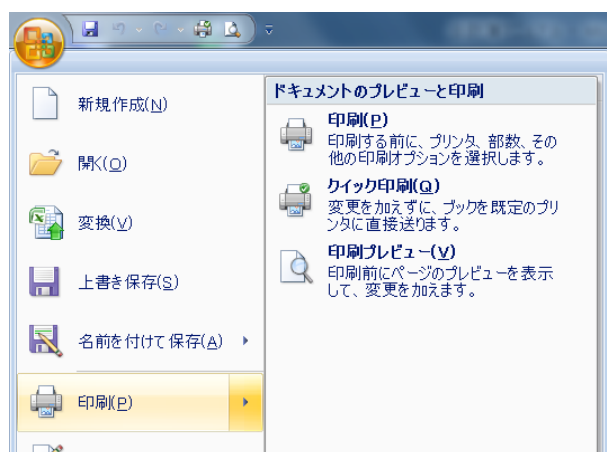 新規作成(N)
開く(O)
変換(V)
上書き保存(S)
名前を付けて保存(A)
印刷(P)
ドキュメントのプレビューと印刷
印刷(P)
印刷する前に、プリンタ、部数、その
他の印刷オプションを選択します。
クイック印刷(Q)
変更を加えずに、ブックを既定のプリ
ンタに直接送ります。
印刷プレビュー(V)
印刷前にページのプレビューを表示
して、変更を加えます。